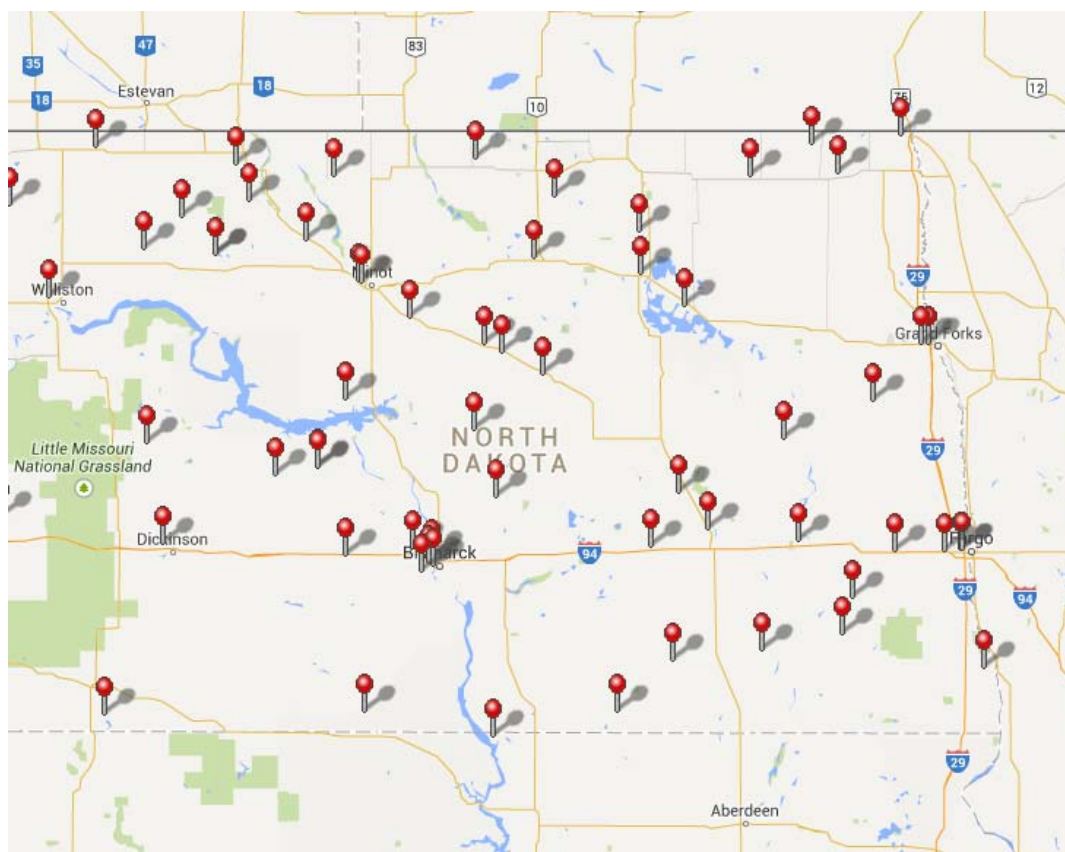 47
83
35
18
Estevan
18
10
75
12
Minot
29
Williston
Grand Forks
NORTH
DAKOTA
Little Missouri
National Grassland
29
Dickinson
Bismarck
94
Fargo
29
94
29
Aberdeen